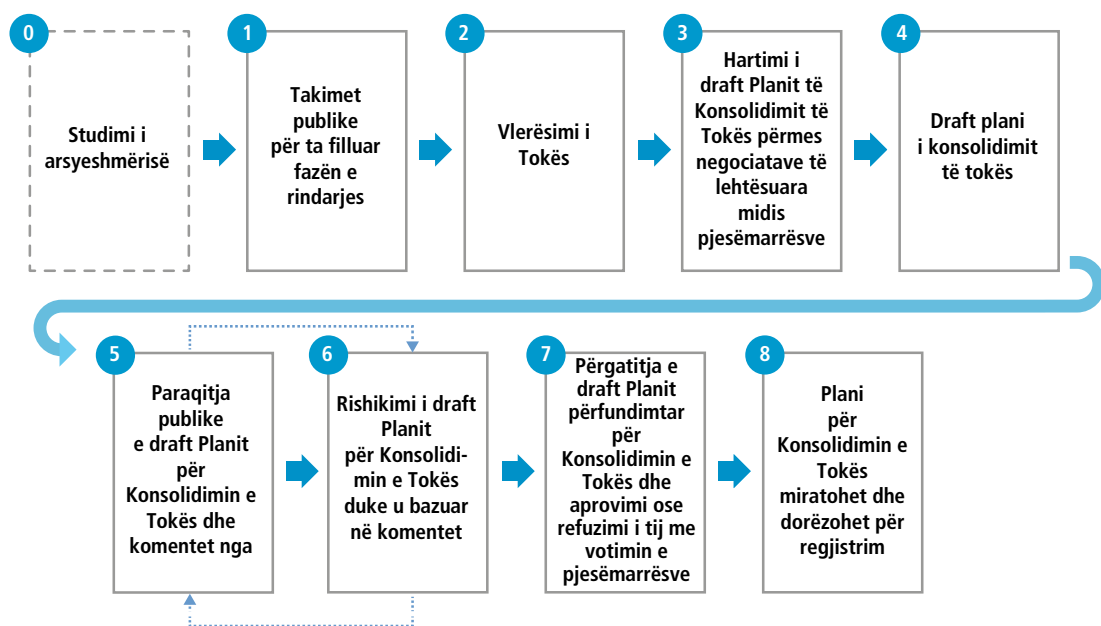 0
Studimi i
arsyeshmërisë
1
Takimet
publike
për ta filluar
fazën e
rindarjes
2
Vlerësimi i
Tokës
3
Hartimi i
draft Planit të
Konsolidimit të
Tokës përmes
negociatave të
lehtësuara
midis
pjesëmarrësve
4
Draft plani
i konsolidimit
të tokës
5
Paraqitja
publike
e draft Planit
për
Konsolidimin e
Tokës dhe
komentet nga
6
Rishikimi i draft
Planit
për Konsolidi-
min e Tokës
duke u bazuar
në komentet
7
Përgatitja e
draft Planit
përfundimtar
për
Konsolidimin e
Tokës dhe
aprovimi ose
refuzimi i tij me
votimin e
pjesëmarrësve
8
Plani
për
Konsolidimin e
Tokës
miratohet dhe
dorëzohet për
regjistrim